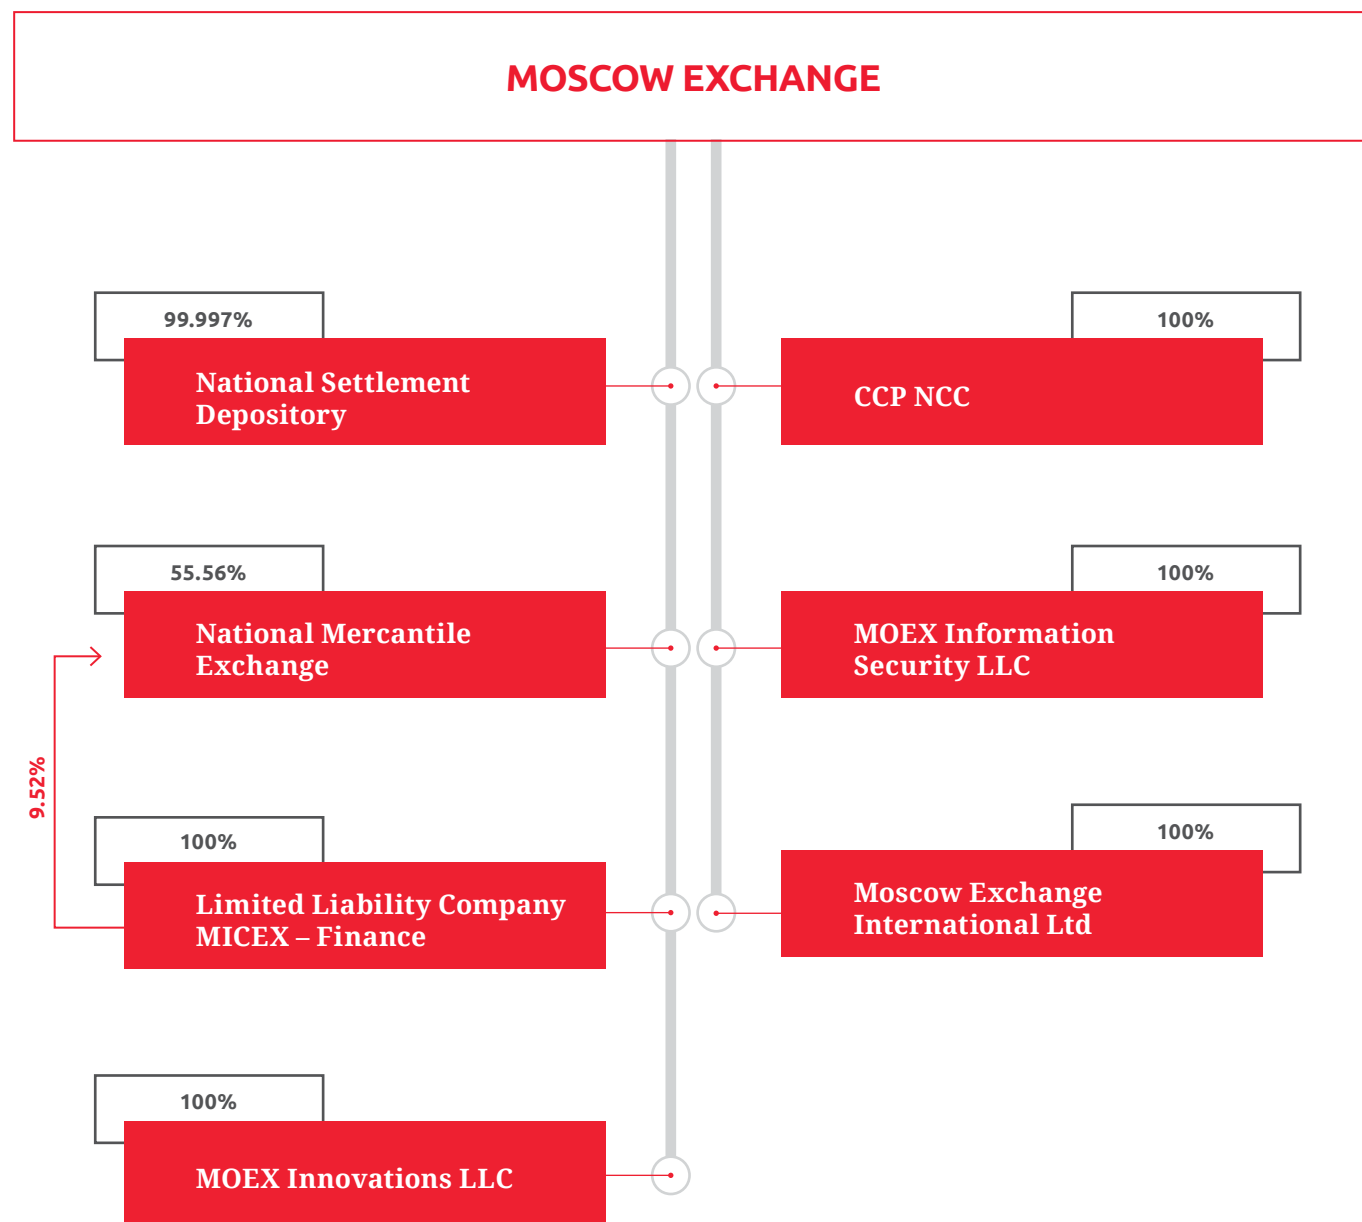 MOSCOW EXCHANGE
99.997%
National Settlement
Depository
100%
CCP NCC
55.56%
National Mercantile
Exchange
100%
MOEX Information
Security LLC
9.52%
100%
Limited Liability Company
MICEX – Finance
100%
Moscow Exchange
International Ltd
100%
MOEX Innovations LLC